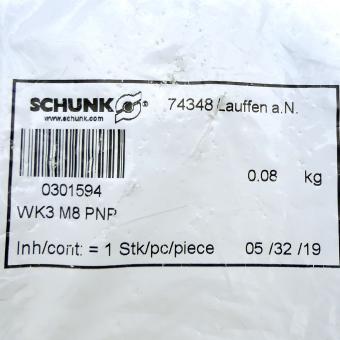 SCHUNK ® 74348 Lauffen a.N.
www.schunk.com
0301594 0.08 kg
WK3 M8 PNP
Inh/cont: = 1 Stk/pc/piece 05 /32 /19